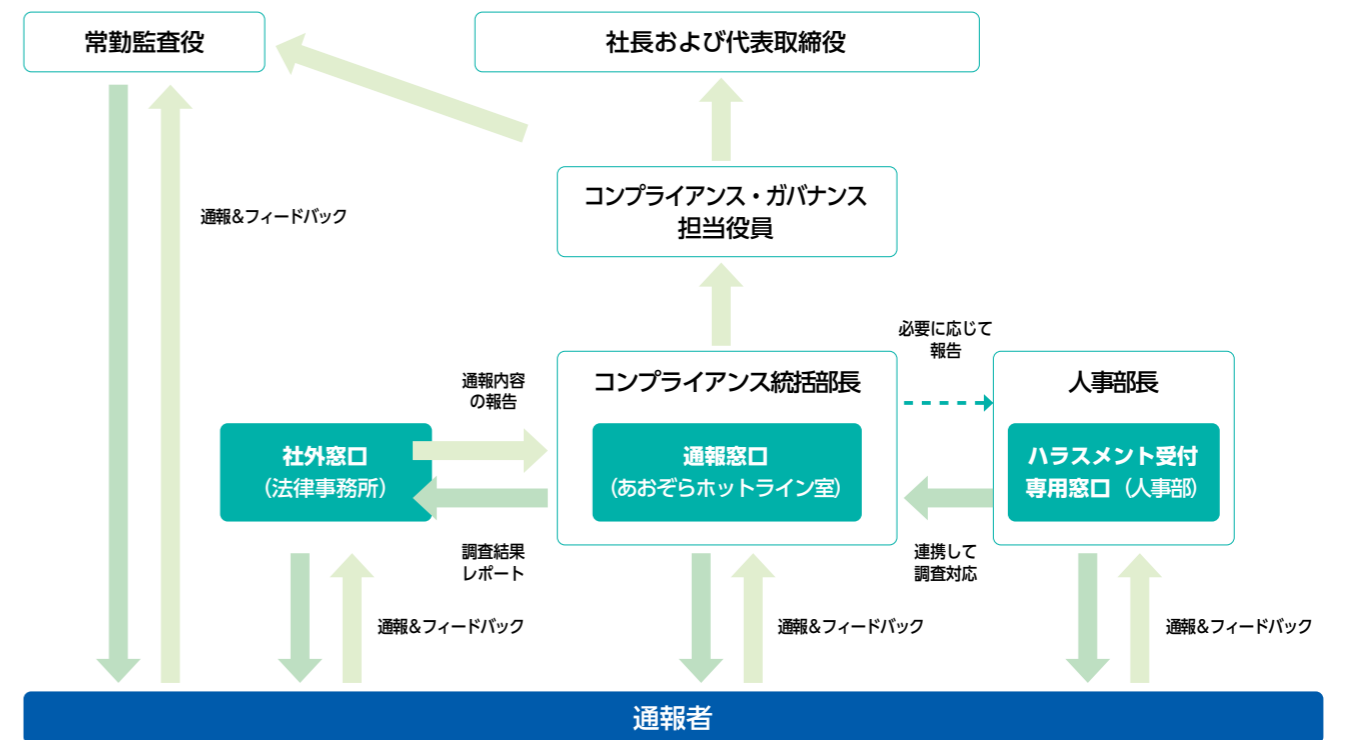 常勤監査役
社長および代表取締役
コンプライアンス・ガバナンス
担当役員
通報&フィードバック
必要に応じて
報告
通報内容
の報告
コンプライアンス統括部長
人事部長
社外窓口
(法律事務所)
通報窓口
(あおぞらホットライン室)
ハラスメント受付
専用窓口(人事部)
調査結果
レポート
連携して
調査対応
通報&フィードバック
通報&フィードバック
通報&フィードバック
通報者